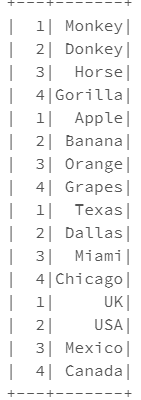 +---+-------+
|  1| Monkey|
|  2| Donkey|
|  3|  Horse|
|  4|Gorilla|
|  1|  Apple|
|  2| Banana|
|  3| Orange|
|  4| Grapes|
|  1|  Texas|
|  2| Dallas|
|  3|  Miami|
|  4|Chicago|
|  1|     UK|
|  2|    USA|
|  3| Mexico|
|  4| Canada|
+---+-------+